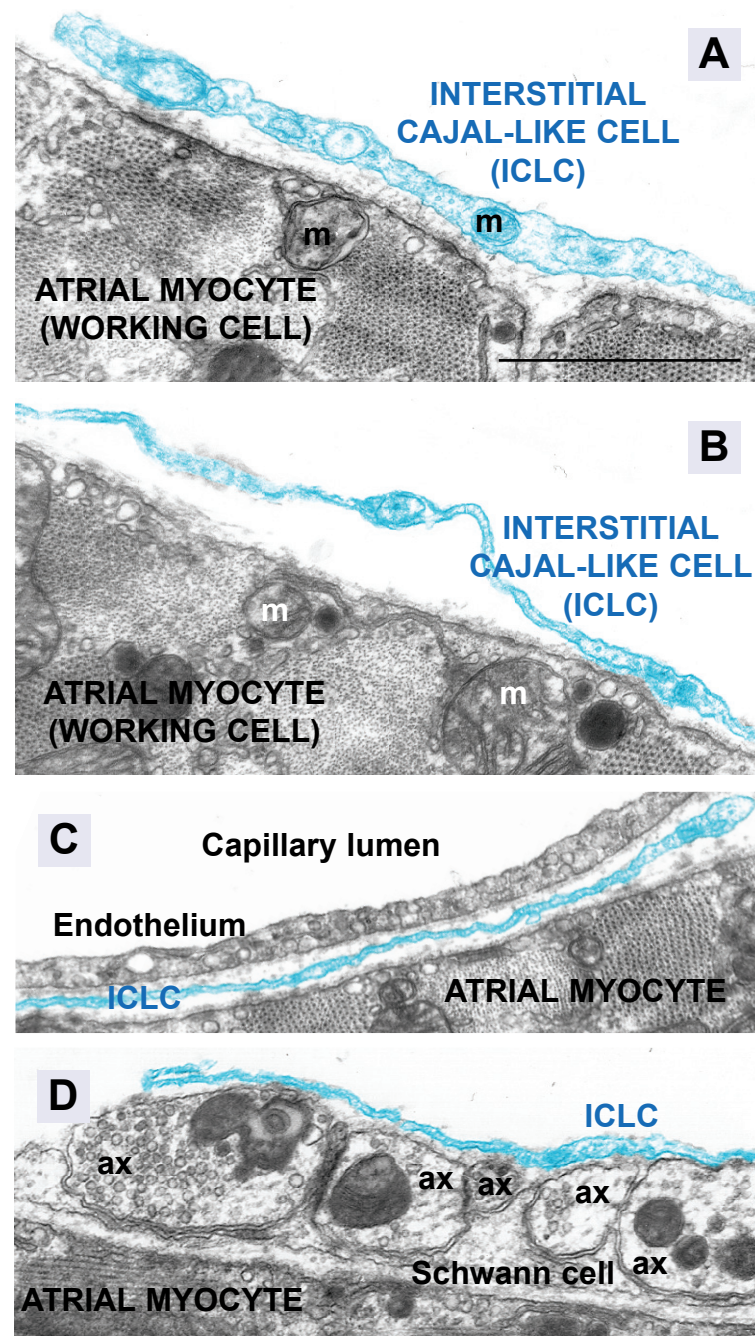 A
INTERSTITIAL
CAJAL-LIKE CELL
(ICLC)
m
m
ATRIAL MYOCYTE
(WORKING CELL)
B
INTERSTITIAL
CAJAL-LIKE CELL
(ICLC)
m
m
ATRIAL MYOCYTE
(WORKING CELL)
C
Capillary lumen
Endothelium
ICLC
ATRIAL MYOCYTE
D
ICLC
ax
ax
ax
ax
ax
Schwann cell
ATRIAL MYOCYTE